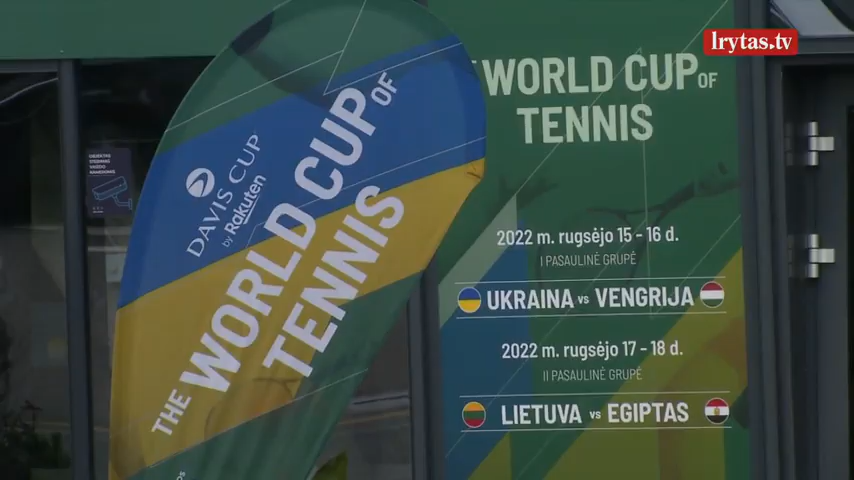 lrytas.tv
DAVIS CUP
by Rakuten
THE WORLD CUP OF
TENNIS
WORLD CUP OF
TENNIS
2022 m. rugsėjo 15 - 16 d.
I PASAULINĖ GRUPĖ
UKRAINA vs VENGRIJA
2022 m. rugsėjo 17 - 18 d.
II PASAULINĖ GRUPĖ
LIETUVA vs EGIPTAS